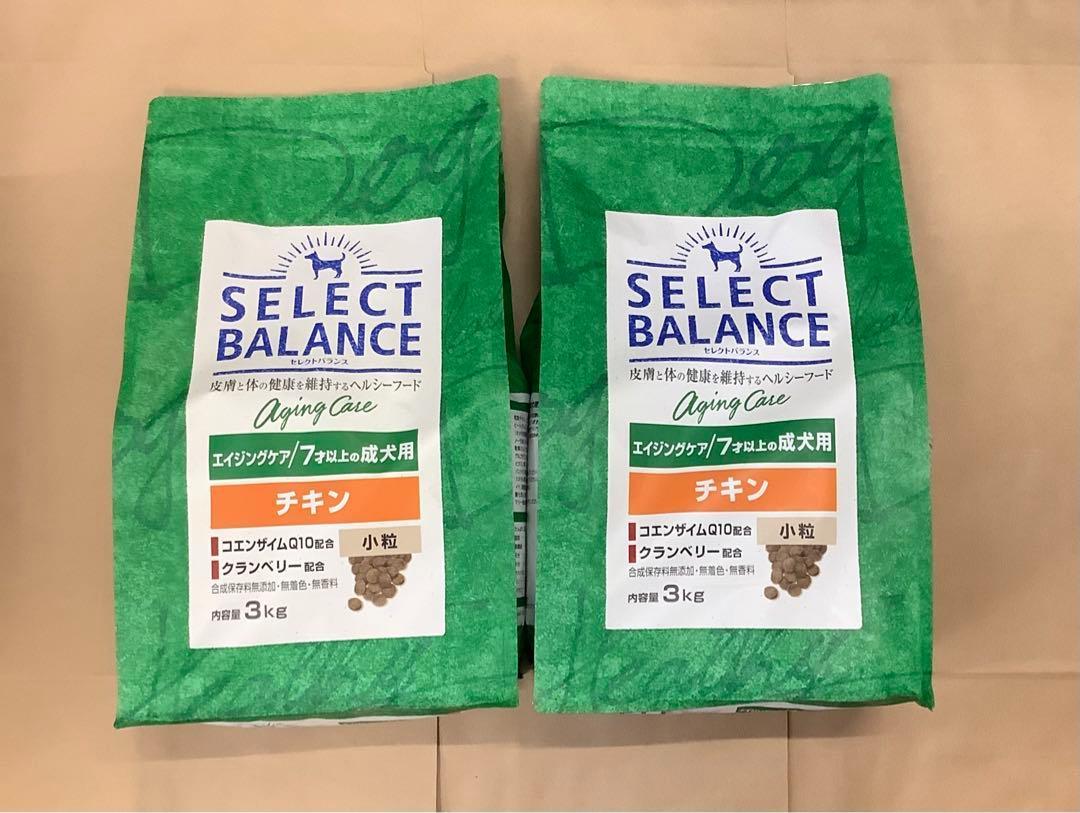 Dog
SELECT
BALANCE
セレクトバランス
皮膚と体の健康を維持するヘルシーフード
Aging Care
エイジングケア/7才以上の成犬用
チキン
コエンザイムQ10配合
小粒
クランベリー配合
合成保存料無添加・無着色・無香料
内容量 3kg
Dog
SELECT
BALANCE
セレクトバランス
皮膚と体の健康を維持するヘルシーフード
Aging Care
エイジングケア/7才以上の成犬用
チキン
コエンザイムQ10配合
小粒
クランベリー配合
合成保存料無添加・無着色・無香料
内容量 3kg